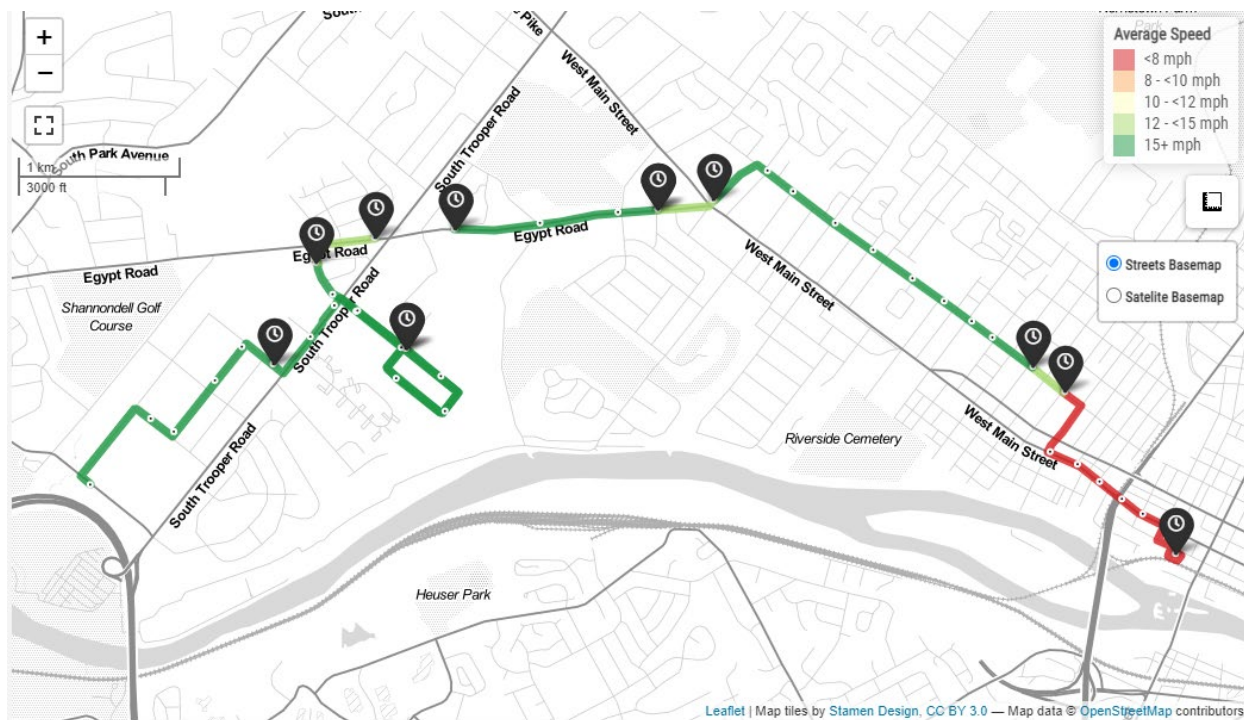 +
−
1 km
3000 ft
South Park Avenue
Pike
West Main Street
South Trooper Road
Park
Average Speed
<8 mph
8 - <10 mph
10 - <12 mph
12 - <15 mph
15+ mph
Streets Basemap
Satelite Basemap
Egypt Road
Egypt Road
Egypt Road
Shannondell Golf
Course
South Trooper Road
South Trooper Road
West Main Street
West Main Street
Riverside Cemetery
Heuser Park
Leaflet | Map tiles by Stamen Design, CC BY 3.0 — Map data © OpenStreetMap contributors